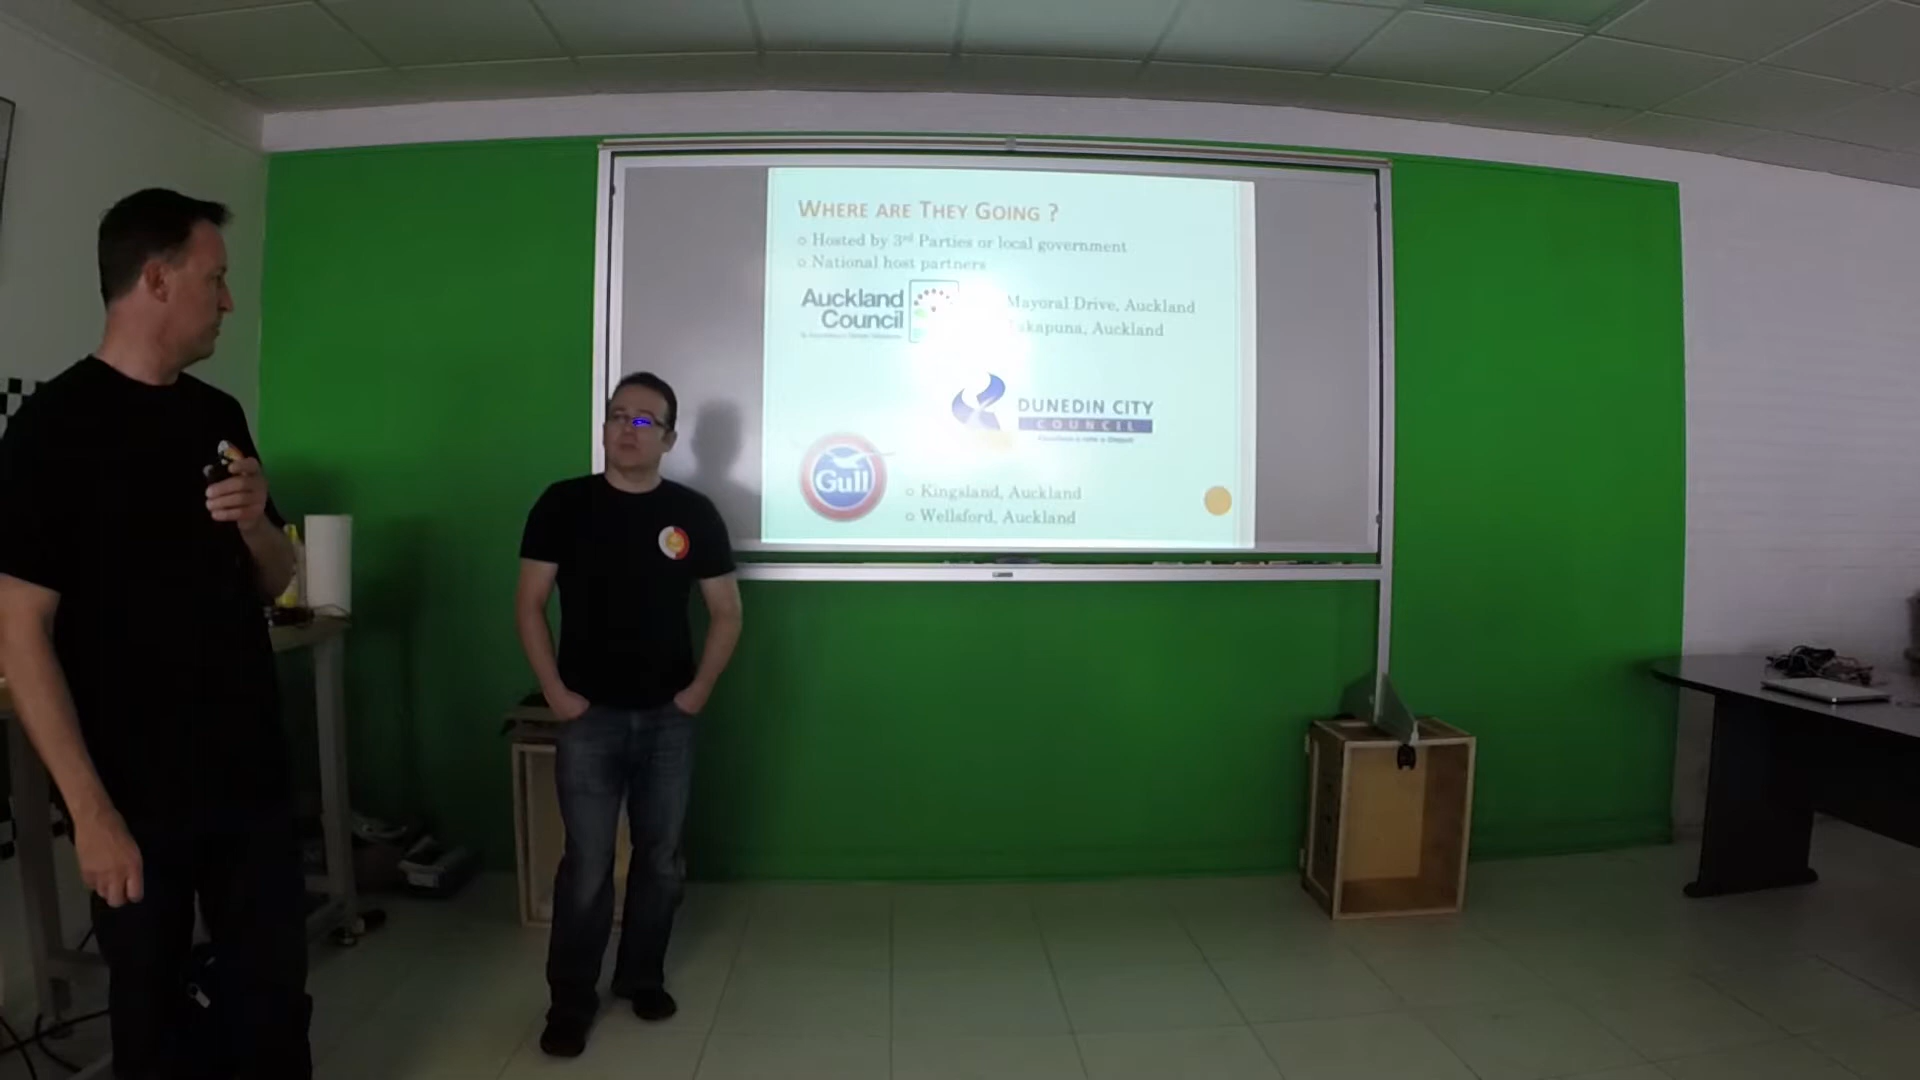 WHERE ARE THEY GOING ?
Hosted by 3rd Parties or local government
National host partners
Auckland
Council
Mayoral Drive, Auckland
Takapuna, Auckland
DUNEDIN CITY
COUNCIL
Gull
Kingsland, Auckland
Wellsford, Auckland